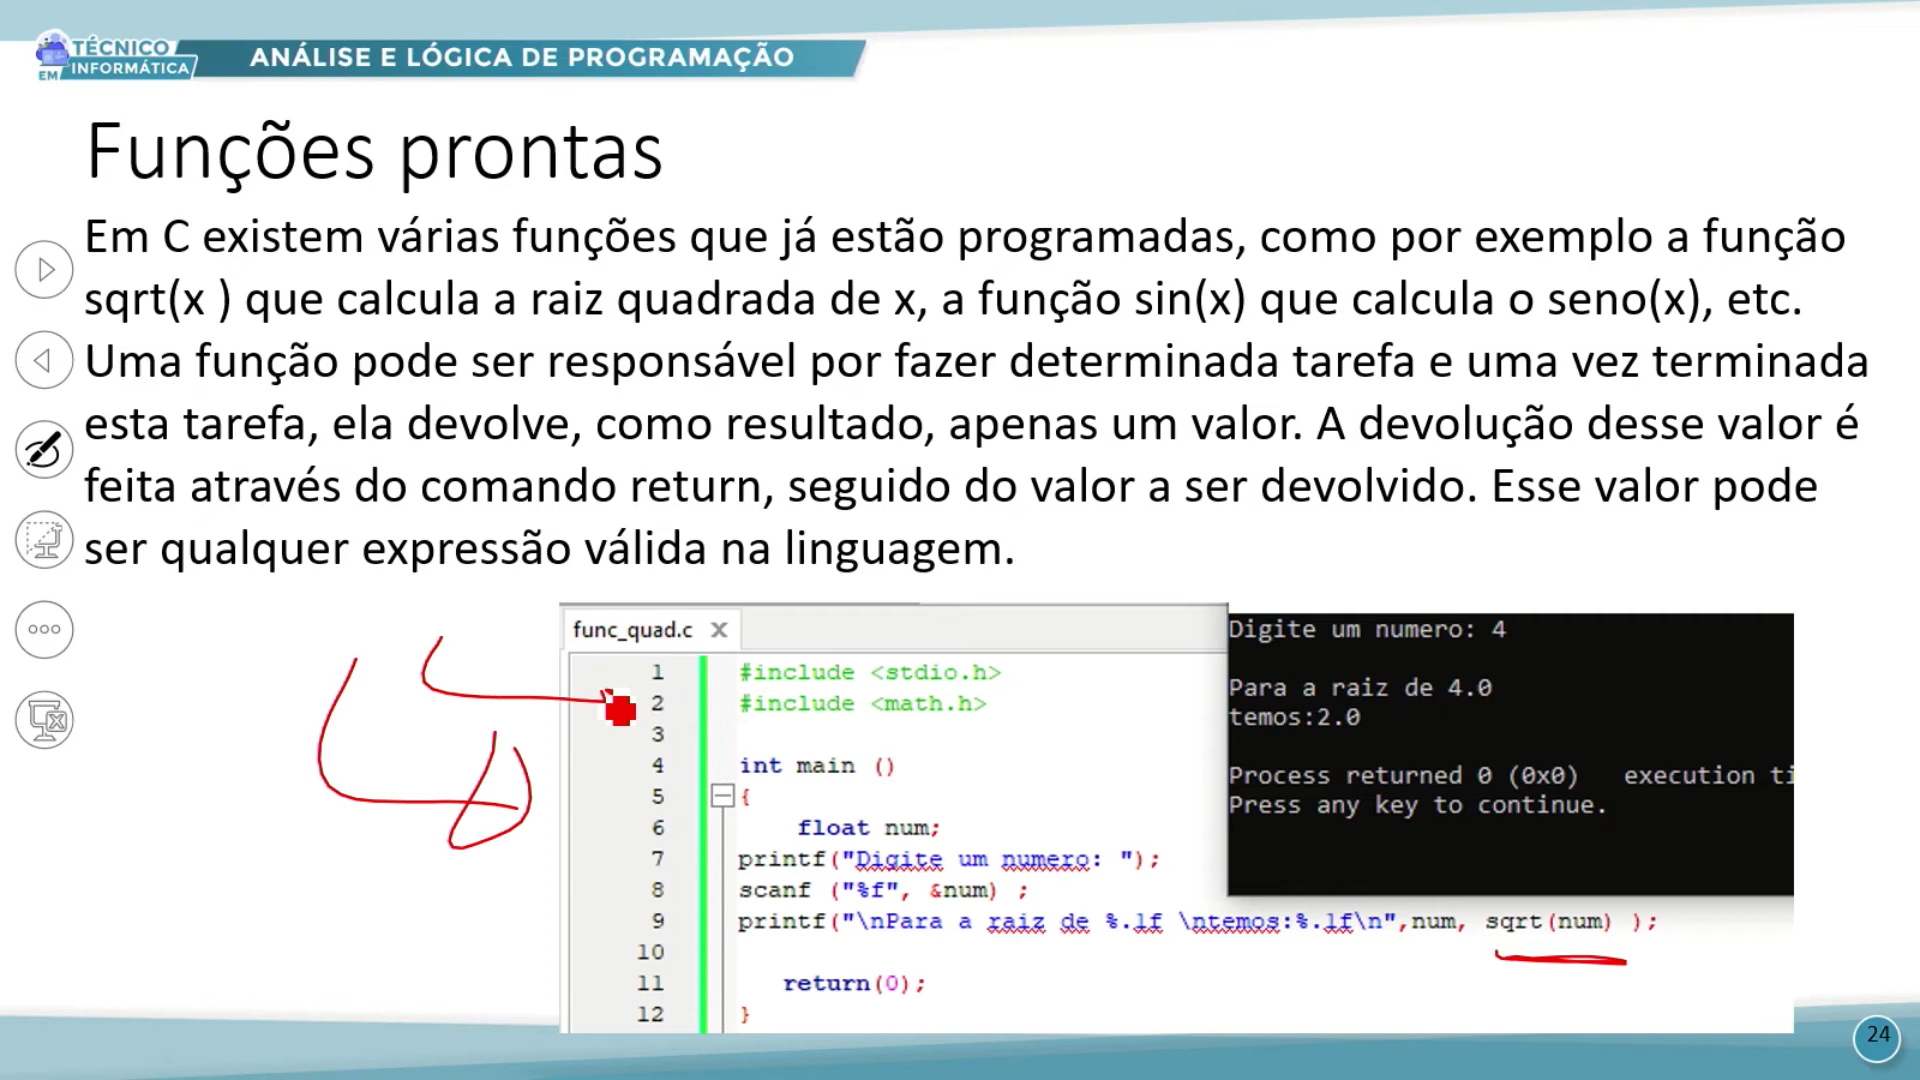 TÉCNICO
EM INFORMÁTICA
ANÁLISE E LÓGICA DE PROGRAMAÇÃO
Funções prontas
Em C existem várias funções que já estão programadas, como por exemplo a função
sqrt(x ) que calcula a raiz quadrada de x, a função sin(x) que calcula o seno(x), etc.
Uma função pode ser responsável por fazer determinada tarefa e uma vez terminada
esta tarefa, ela devolve, como resultado, apenas um valor. A devolução desse valor é
feita através do comando return, seguido do valor a ser devolvido. Esse valor pode
ser qualquer expressão válida na linguagem.
func_quad.c
1 #include <stdio.h>
2 #include <math.h>
3
4 int main ()
5 {
6 float num;
7 printf("Digite um numero: ");
8 scanf ("%f", &num) ;
9 printf("\nPara a raiz de %.1f \ntemos:%.1f\n",num, sqrt(num) );
10
11 return(0);
12 }
Digite um numero: 4
Para a raiz de 4.0
temos:2.0
Process returned 0 (0x0) execution ti
Press any key to continue.
24